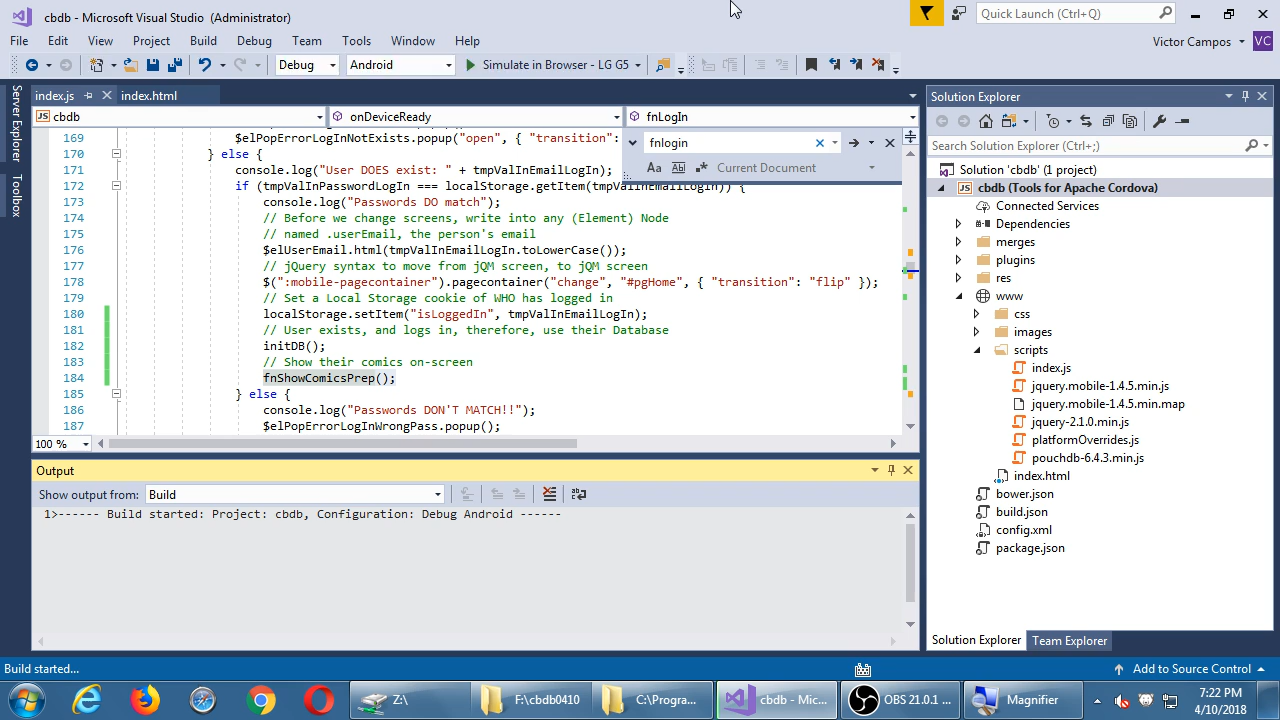 cbdb - Microsoft Visual Studio (Administrator)
Quick Launch (Ctrl+Q)
File Edit View Project Build Debug Team Tools Window Help
Victor Campos VC
Debug Android Simulate in Browser - LG G5
index.js index.html
Solution Explorer
cbdb onDeviceReady fnLogIn
Server Explorer
Toolbox
fnlogin
Aa Current Document
169 $elPopErrorLogInNotExists.popup("open", { "transition":
170 } else {
171 console.log("User DOES exist: " + tmpValInEmailLogIn);
172 if (tmpValInPasswordLogIn === localStorage.getItem(tmpValInEmailLogIn)) {
173 console.log("Passwords DO match");
174 // Before we change screens, write into any (Element) Node
175 // named .userEmail, the person's email
176 $elUserEmail.html(tmpValInEmailLogIn.toLowerCase());
177 // jQuery syntax to move from jQM screen, to jQM screen
178 $(":mobile-pagecontainer").pagecontainer("change", "#pgHome", { "transition": "flip" });
179 // Set a Local Storage cookie of WHO has logged in
180 localStorage.setItem("isLoggedIn", tmpValInEmailLogIn);
181 // User exists, and logs in, therefore, use their Database
182 initDB();
183 // Show their comics on-screen
184 fnShowComicsPrep();
185 } else {
186 console.log("Passwords DON'T MATCH!!");
187 $elPopErrorLogInWrongPass.popup();
100 %
Search Solution Explorer (Ctrl+;)
Solution 'cbdb' (1 project)
JS cbdb (Tools for Apache Cordova)
Connected Services
Dependencies
merges
plugins
res
www
css
images
scripts
index.js
jquery.mobile-1.4.5.min.js
jquery.mobile-1.4.5.min.map
jquery-2.1.0.min.js
platformOverrides.js
pouchdb-6.4.3.min.js
index.html
bower.json
build.json
config.xml
package.json
Output
Show output from: Build
1>------ Build started: Project: cbdb, Configuration: Debug Android ------
Solution Explorer Team Explorer
Build started...
Add to Source Control
Z:\ F:\cbdb0410 C:\Progra... cbdb - Mic... OBS 21.0.1 ... Magnifier
7:22 PM
4/10/2018